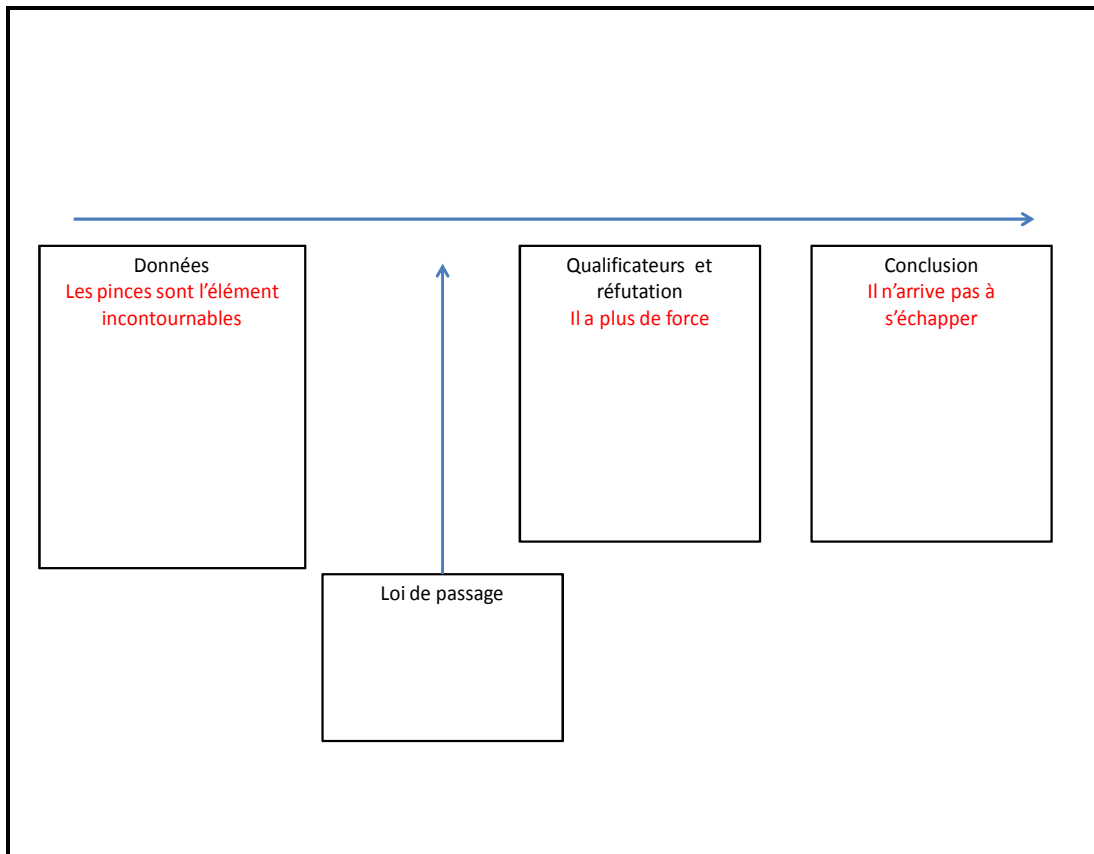 Données
Les pinces sont l’élément
incontournables
Qualificateurs et
réfutation
Il a plus de force
Conclusion
Il n’arrive pas à
s’échapper
Loi de passage